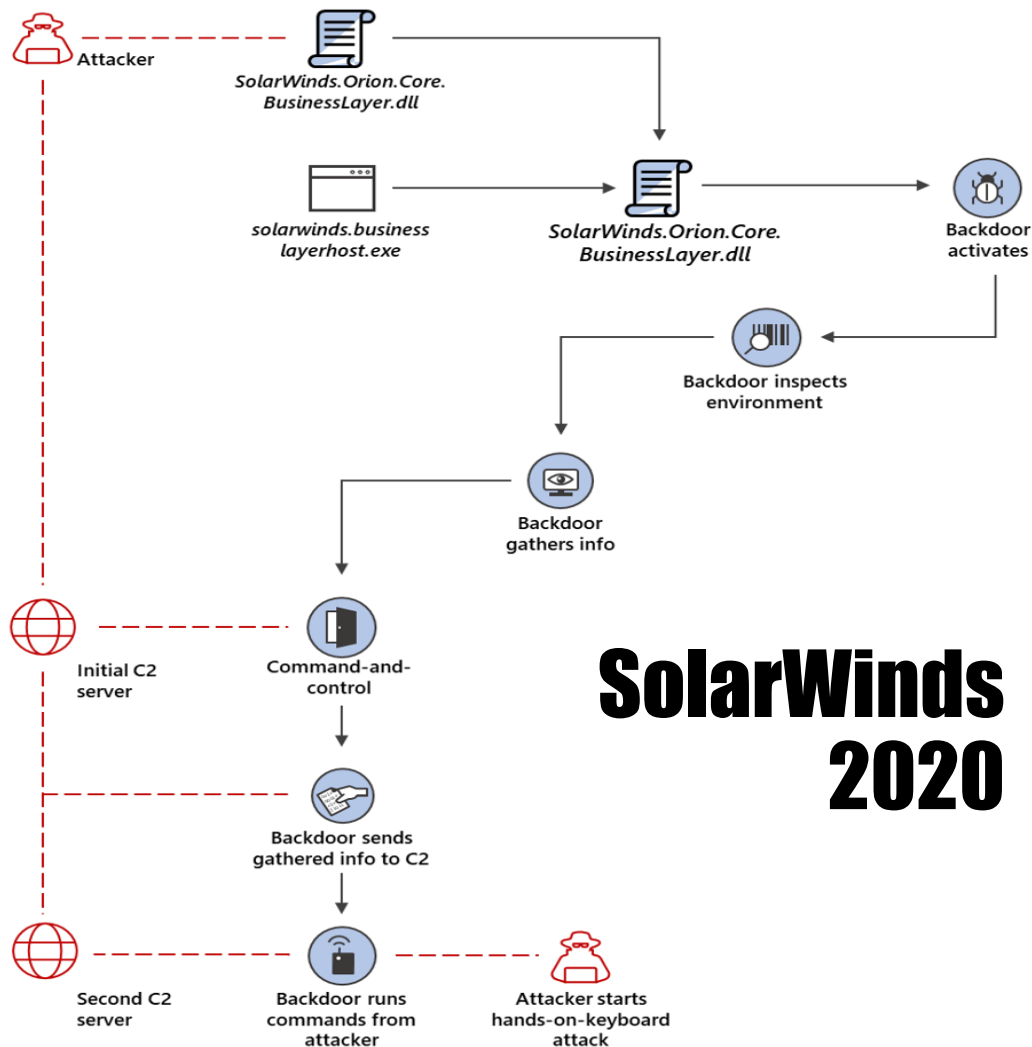 Attacker
SolarWinds.Orion.Core.
BusinessLayer.dll
solarwinds.business
layerhost.exe
SolarWinds.Orion.Core.
BusinessLayer.dll
Backdoor
activates
Backdoor inspects
environment
Backdoor
gathers info
Initial C2
server
Command-and-
control
SolarWinds
2020
Backdoor sends
gathered info to C2
Second C2
server
Backdoor runs
commands from
attacker
Attacker starts
hands-on-keyboard
attack